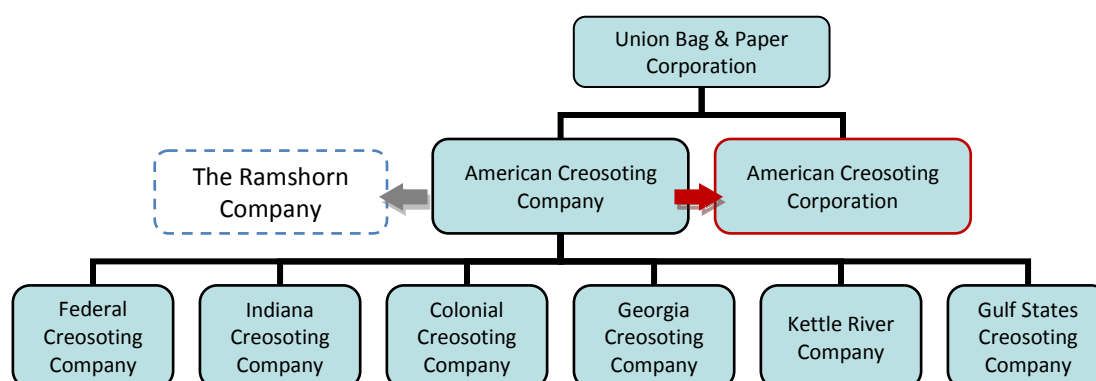 Union Bag & Paper
Corporation
The Ramshorn
Company
American Creosoting
Company
American Creosoting
Corporation
Federal
Creosoting
Company
Indiana
Creosoting
Company
Colonial
Creosoting
Company
Georgia
Creosoting
Company
Kettle River
Company
Gulf States
Creosoting
Company